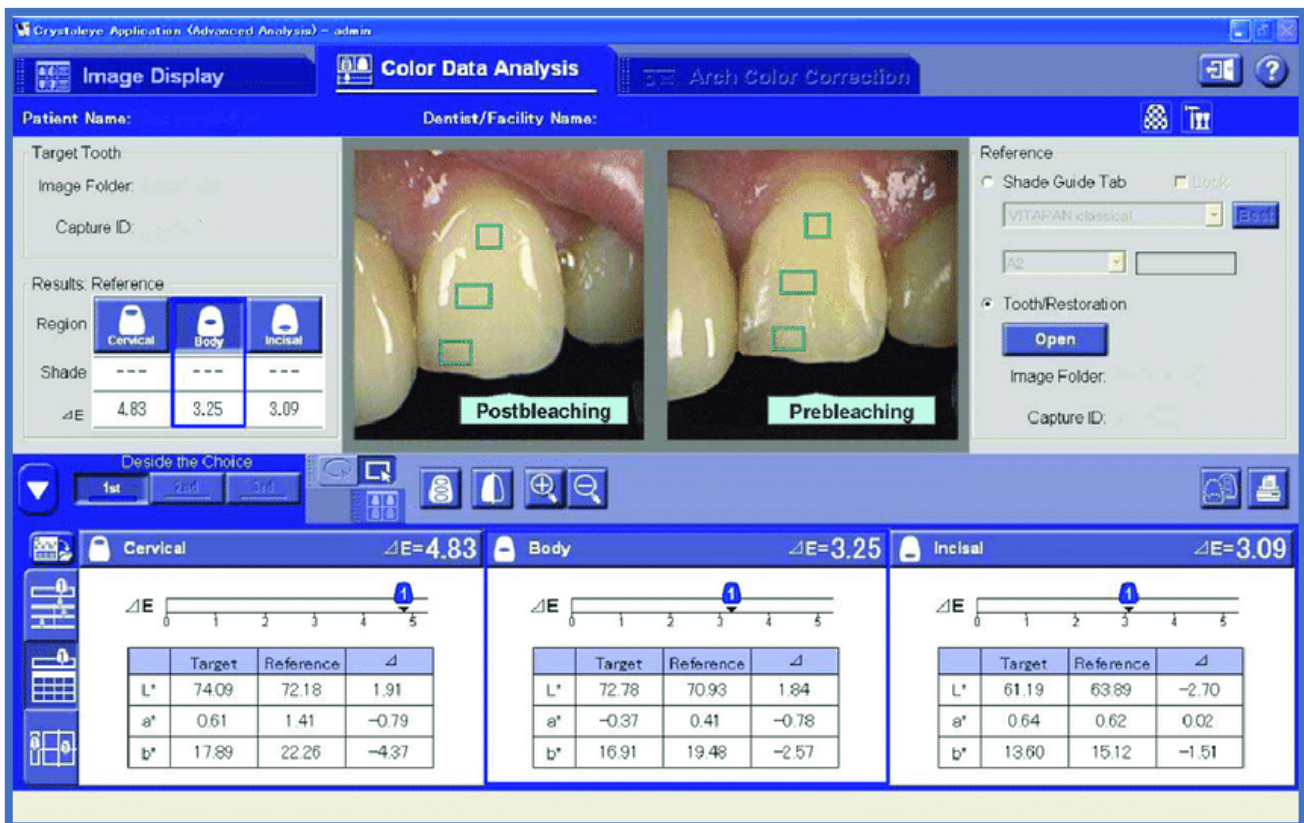 Crystaleye Application (Advanced Analysis) - admin
Image Display
Color Data Analysis
Arch Color Correction
Patient Name:
Dentist/Facility Name:
Target Tooth
Image Folder:
Capture ID:
Results: Reference
Region
Cervical
Body
Incisal
Shade --- --- ---
⊿E 4.83 3.25 3.09
Postbleaching
Prebleaching
Reference
Shade Guide Tab
Lock
VITAPAN classical
Best
A2
Tooth/Restoration
Open
Image Folder:
Capture ID:
Deside the Choice
1st 2nd 3rd
Cervical ⊿E=4.83
⊿E
1
0 1 2 3 4 5
Target Reference ⊿
L* 74.09 72.18 1.91
a* 0.61 1.41 -0.79
b* 17.89 22.26 -4.37
Body ⊿E=3.25
⊿E
1
0 1 2 3 4 5
Target Reference ⊿
L* 72.78 70.93 1.84
a* -0.37 0.41 -0.78
b* 16.91 19.48 -2.57
Incisal ⊿E=3.09
⊿E
1
0 1 2 3 4 5
Target Reference ⊿
L* 61.19 63.89 -2.70
a* 0.64 0.62 0.02
b* 13.60 15.12 -1.51